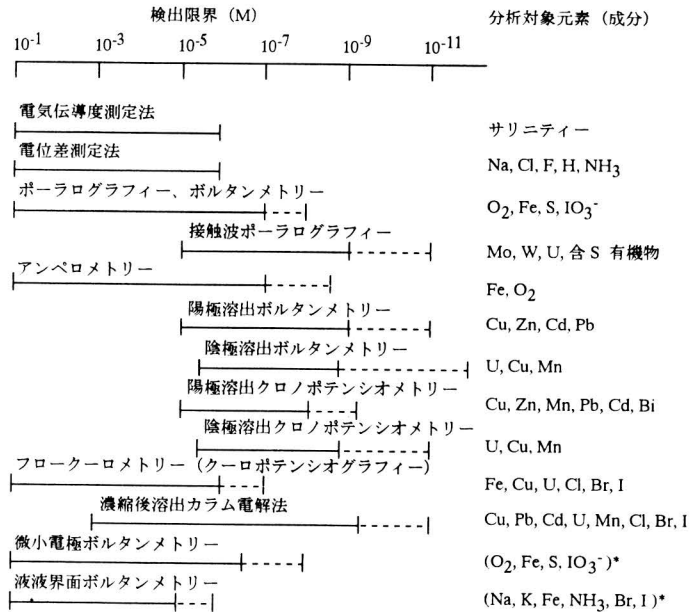 検出限界 (M) 分析対象元素 (成分)
10⁻¹ 10⁻³ 10⁻⁵ 10⁻⁷ 10⁻⁹ 10⁻¹¹
電気伝導度測定法 サリニティー
電位差測定法 Na, Cl, F, H, NH₃
ポーラログラフィー、ボルタンメトリー O₂, Fe, S, IO₃⁻
接触波ポーラログラフィー Mo, W, U, 含 S 有機物
アンペロメトリー Fe, O₂
陽極溶出ボルタンメトリー Cu, Zn, Cd, Pb
陰極溶出ボルタンメトリー U, Cu, Mn
陽極溶出クロノポテンシオメトリー Cu, Zn, Mn, Pb, Cd, Bi
陰極溶出クロノポテンシオメトリー U, Cu, Mn
フロークーロメトリー (クーロポテンシオグラフィー) Fe, Cu, U, Cl, Br, I
濃縮後溶出カラム電解法 Cu, Pb, Cd, U, Mn, Cl, Br, I
微小電極ボルタンメトリー (O₂, Fe, S, IO₃⁻)*
液液界面ボルタンメトリー (Na, K, Fe, NH₃, Br, I)*